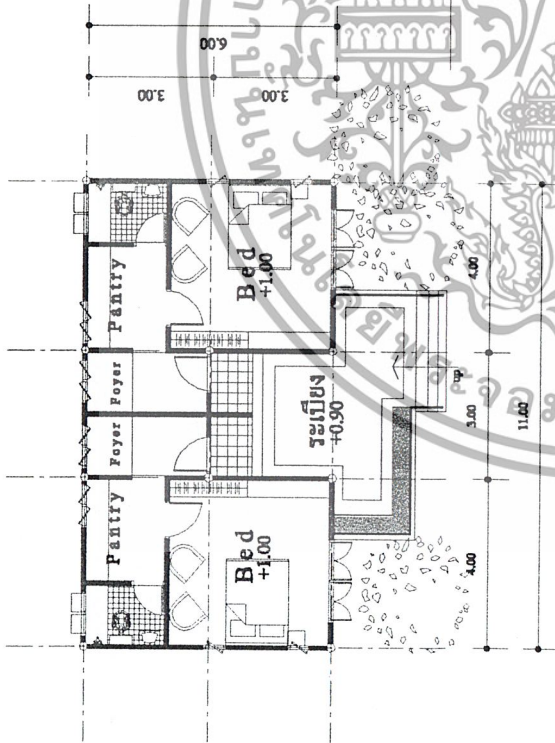 6.00
3.00
3.00
Pantry
Foyer
Foyer
Pantry
Bed
+1.00
ระเบียง
+0.90
Bed
+1.00
up
4.00
3.00
4.00
11.00